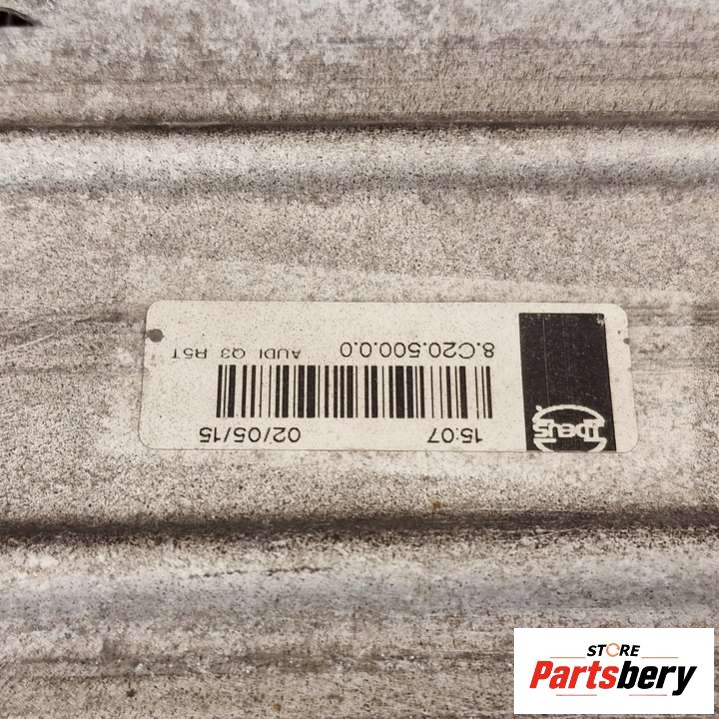 15:07 02/05/15
8.C20.500.0.0 AUDI Q3 R5T
STORE
Partsbery